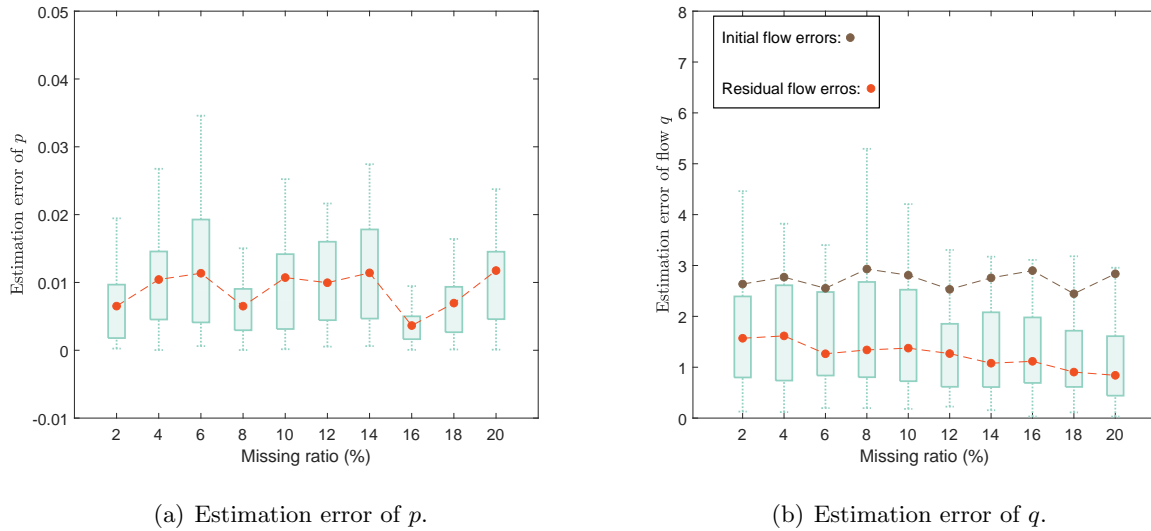 0.05
0.04
0.03
0.02
0.01
0
-0.01
Estimation error of p
2 4 6 8 10 12 14 16 18 20
Missing ratio (%)
(a) Estimation error of p.
8
7
6
5
4
3
2
1
0
Estimation error of flow q
Initial flow errors:
Residual flow erros:
2 4 6 8 10 12 14 16 18 20
Missing ratio (%)
(b) Estimation error of q.